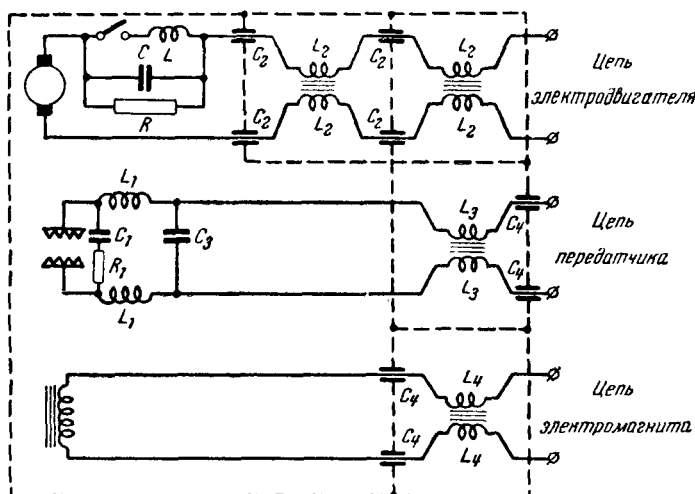 C L
R
C₂ L₂ C₂ L₂
C₂ L₂ C₂ L₂
Цепь
электродвигателя
L₁
C₁ C₃
R₁
L₁
L₃ C₄
L₃ C₄
Цепь
передатчика
C₄ L₄
C₄ L₄
Цепь
электромагнита